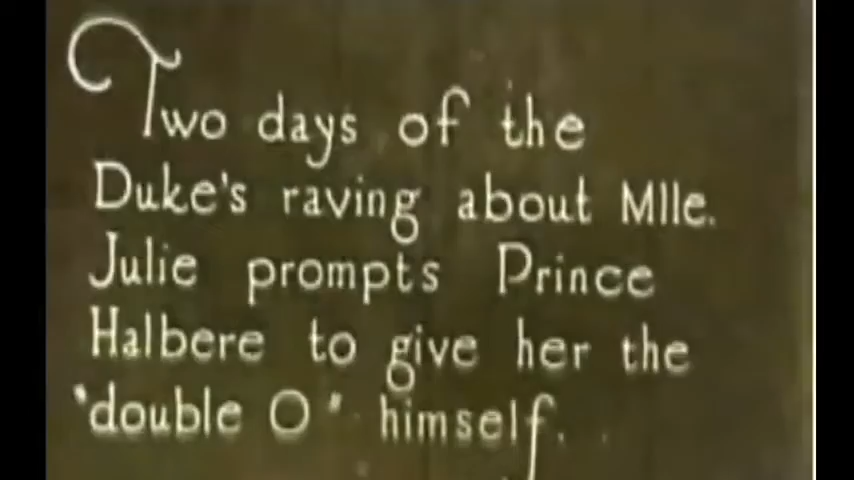 Two days of the
Duke's raving about Mlle.
Julie prompts Prince
Halbere to give her the
"double O" himself.